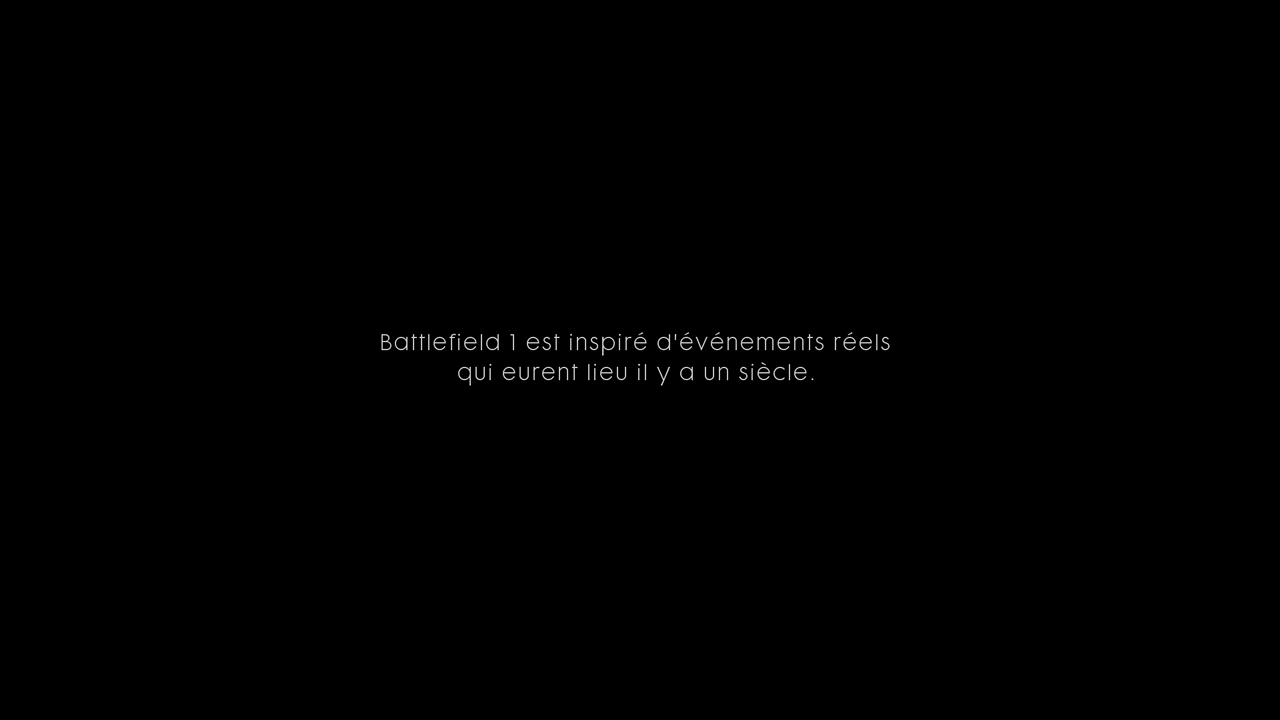 Battlefield 1 est inspiré d'événements réels
qui eurent lieu il y a un siècle.